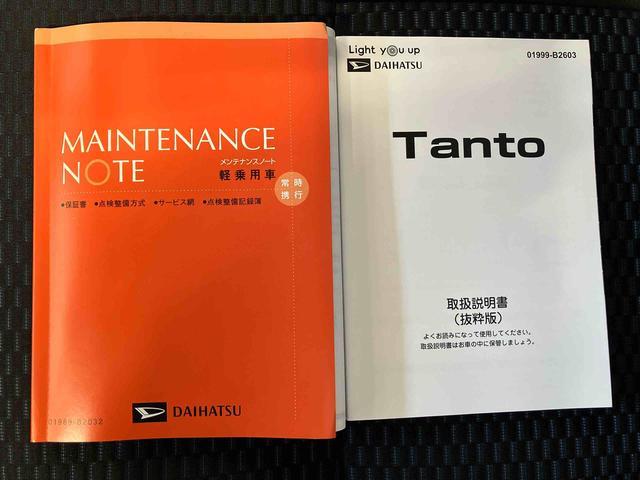 MAINTENANCE
NOTE
メンテナンスノート
軽乗用車
常時
携行
●保証書 ●点検整備方式 ●サービス網 ●点検整備記録簿
DAIHATSU
01989-B2032
Light you up
DAIHATSU
01999-B2603
Tanto
取扱説明書
（抜粋版）
よくお読みになって使用してください。
取扱説明書はお車の中に保管しましょう。